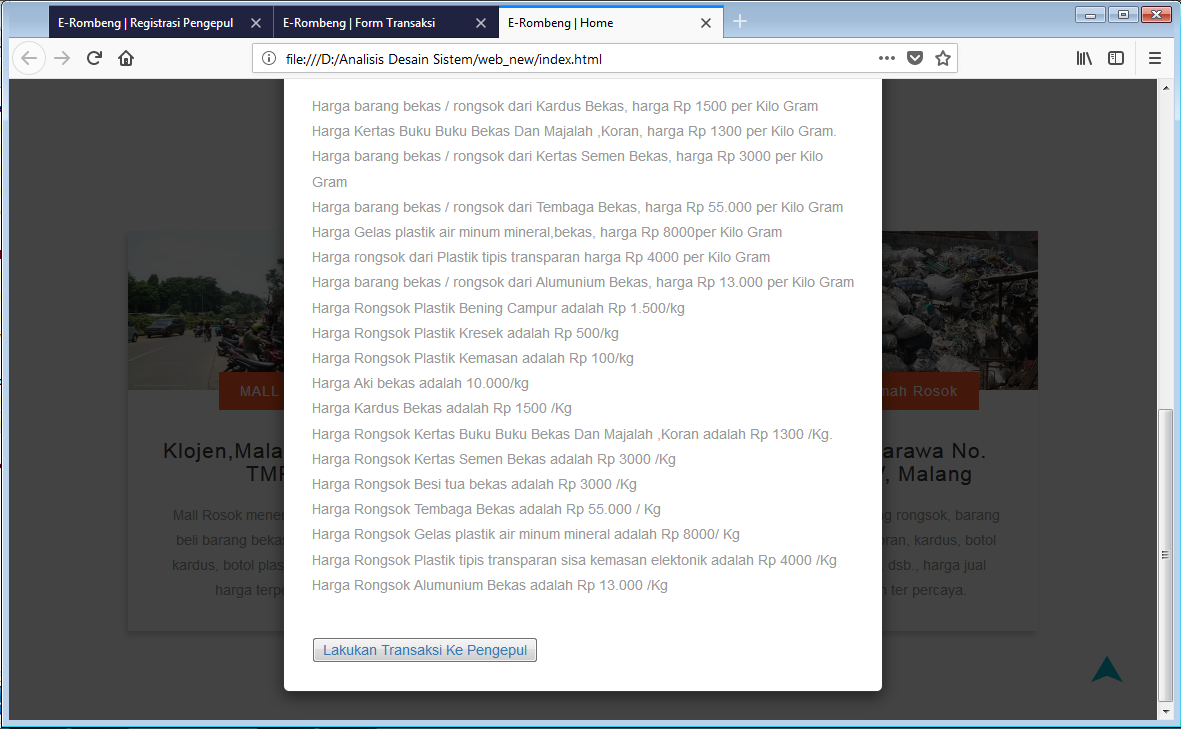 E-Rombeng | Registrasi Pengepul
E-Rombeng | Form Transaksi
E-Rombeng | Home
file:///D:/Analisis Desain Sistem/web_new/index.html
Harga barang bekas / rongsok dari Kardus Bekas, harga Rp 1500 per Kilo Gram
Harga Kertas Buku Buku Bekas Dan Majalah ,Koran, harga Rp 1300 per Kilo Gram.
Harga barang bekas / rongsok dari Kertas Semen Bekas, harga Rp 3000 per Kilo
Gram
Harga barang bekas / rongsok dari Tembaga Bekas, harga Rp 55.000 per Kilo Gram
Harga Gelas plastik air minum mineral,bekas, harga Rp 8000per Kilo Gram
Harga rongsok dari Plastik tipis transparan harga Rp 4000 per Kilo Gram
Harga barang bekas / rongsok dari Alumunium Bekas, harga Rp 13.000 per Kilo Gram
Harga Rongsok Plastik Bening Campur adalah Rp 1.500/kg
Harga Rongsok Plastik Kresek adalah Rp 500/kg
Harga Rongsok Plastik Kemasan adalah Rp 100/kg
Harga Aki bekas adalah 10.000/kg
Harga Kardus Bekas adalah Rp 1500 /Kg
Harga Rongsok Kertas Buku Buku Bekas Dan Majalah ,Koran adalah Rp 1300 /Kg.
Harga Rongsok Kertas Semen Bekas adalah Rp 3000 /Kg
Harga Rongsok Besi tua bekas adalah Rp 3000 /Kg
Harga Rongsok Tembaga Bekas adalah Rp 55.000 / Kg
Harga Rongsok Gelas plastik air minum mineral adalah Rp 8000/ Kg
Harga Rongsok Plastik tipis transparan sisa kemasan elektonik adalah Rp 4000 /Kg
Harga Rongsok Alumunium Bekas adalah Rp 13.000 /Kg
Lakukan Transaksi Ke Pengepul
MALL
Klojen,Mala
TM
Mall Rosok mene
beli barang beka
kardus, botol plas
harga terp
mah Rosok
arawa No.
, Malang
g rongsok, barang
oran, kardus, botol
dsb., harga jual
ter percaya.